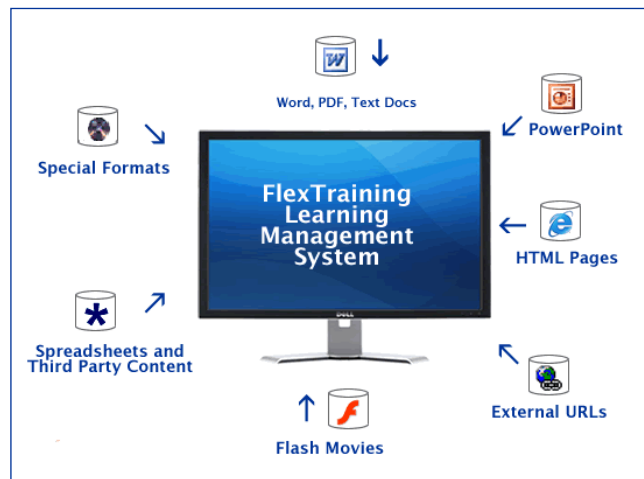 W
Word, PDF, Text Docs
PowerPoint
Special Formats
FlexTraining
Learning
Management
System
HTML Pages
DELL
Spreadsheets and
Third Party Content
External URLs
Flash Movies